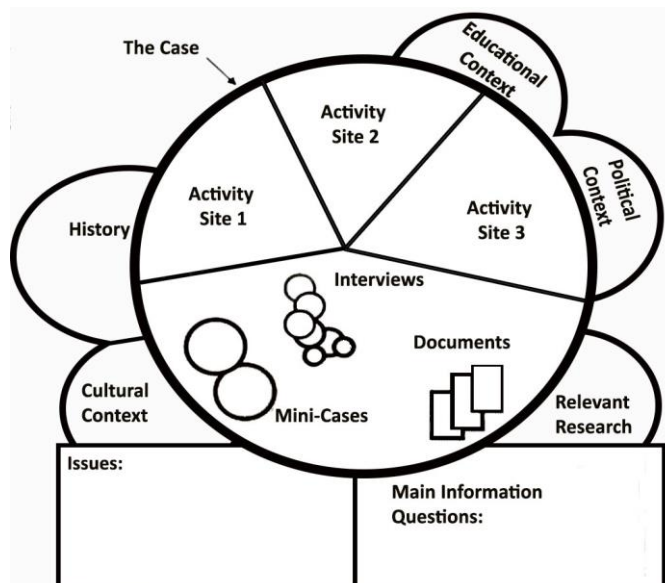 The Case
Educational
Context
Activity
Site 2
Political
Context
Activity
Site 1
Activity
Site 3
History
Interviews
Documents
Cultural
Context
Mini-Cases
Relevant
Research
Issues:
Main Information
Questions: